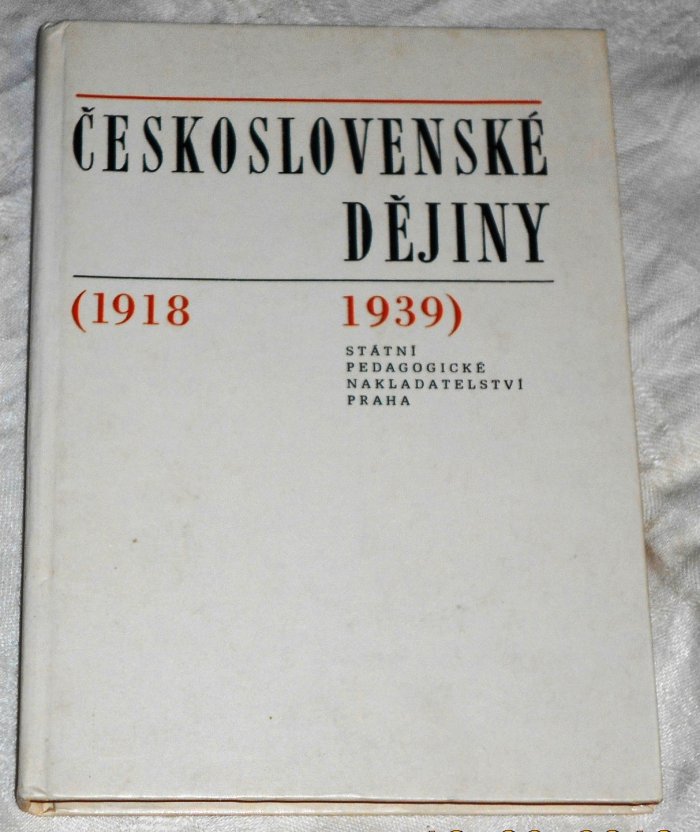 ČESKOSLOVENSKÉ
DĚJINY
(1918 1939)
STÁTNÍ
PEDAGOGICKÉ
NAKLADATELSTVÍ
PRAHA